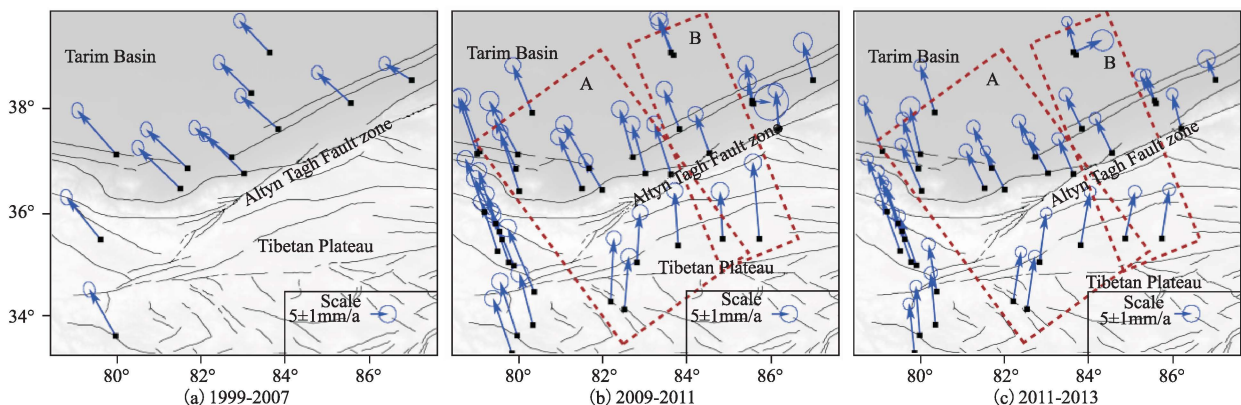 Tarim Basin
Altyn Tagh Fault zone
Tibetan Plateau
Scale
5±1mm/a
38°
36°
34°
80° 82° 84° 86°
(a) 1999-2007
Tarim Basin
A
B
Altyn Tagh Fault zone
Tibetan Plateau
Scale
5±1mm/a
80° 82° 84° 86°
(b) 2009-2011
Tarim Basin
A
B
Altyn Tagh Fault zone
Tibetan Plateau
Scale
5±1mm/a
80° 82° 84° 86°
(c) 2011-2013